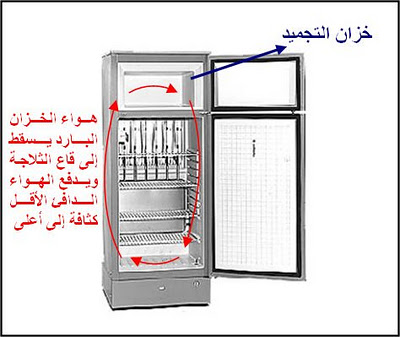 خزان التجميد
هواء الخزان
البارد يسقط
إلى قاع الثلاجة
ويدفع الهواء
الدافئ الأقل
كثافة إلى أعلى